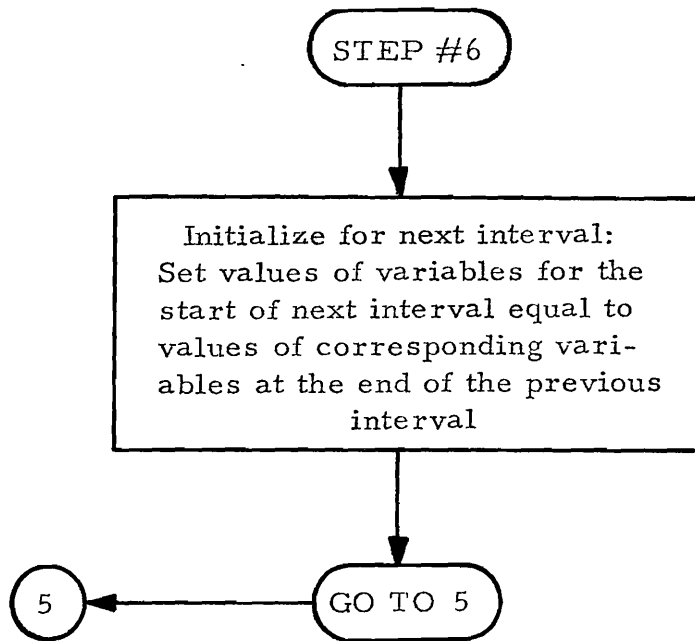 STEP #6
Initialize for next interval:
Set values of variables for the
start of next interval equal to
values of corresponding vari-
ables at the end of the previous
interval
5
GO TO 5